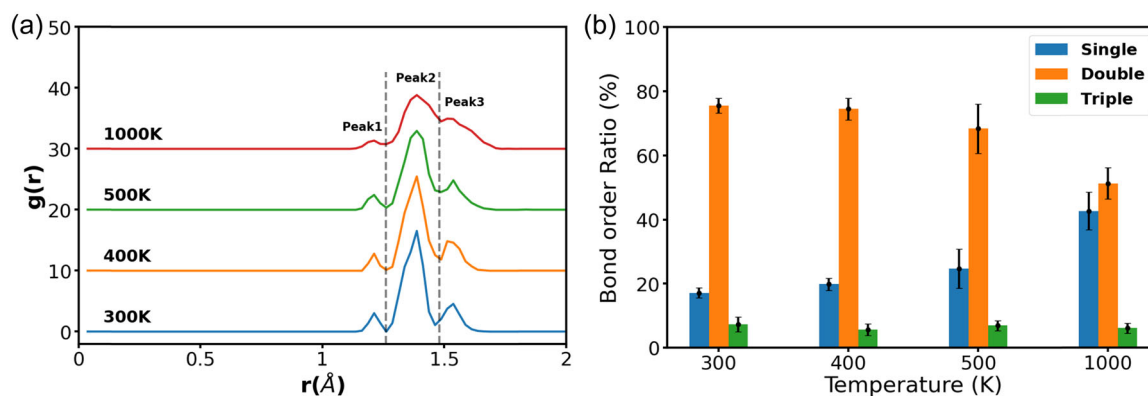 (a)
50
40
30
20
10
0
g(r)
1000K
500K
400K
300K
Peak1
Peak2
Peak3
0
0.5
1
1.5
2
r(Å)
(b)
100
80
60
40
20
0
Bond order Ratio (%)
Single
Double
Triple
300
400
500
1000
Temperature (K)